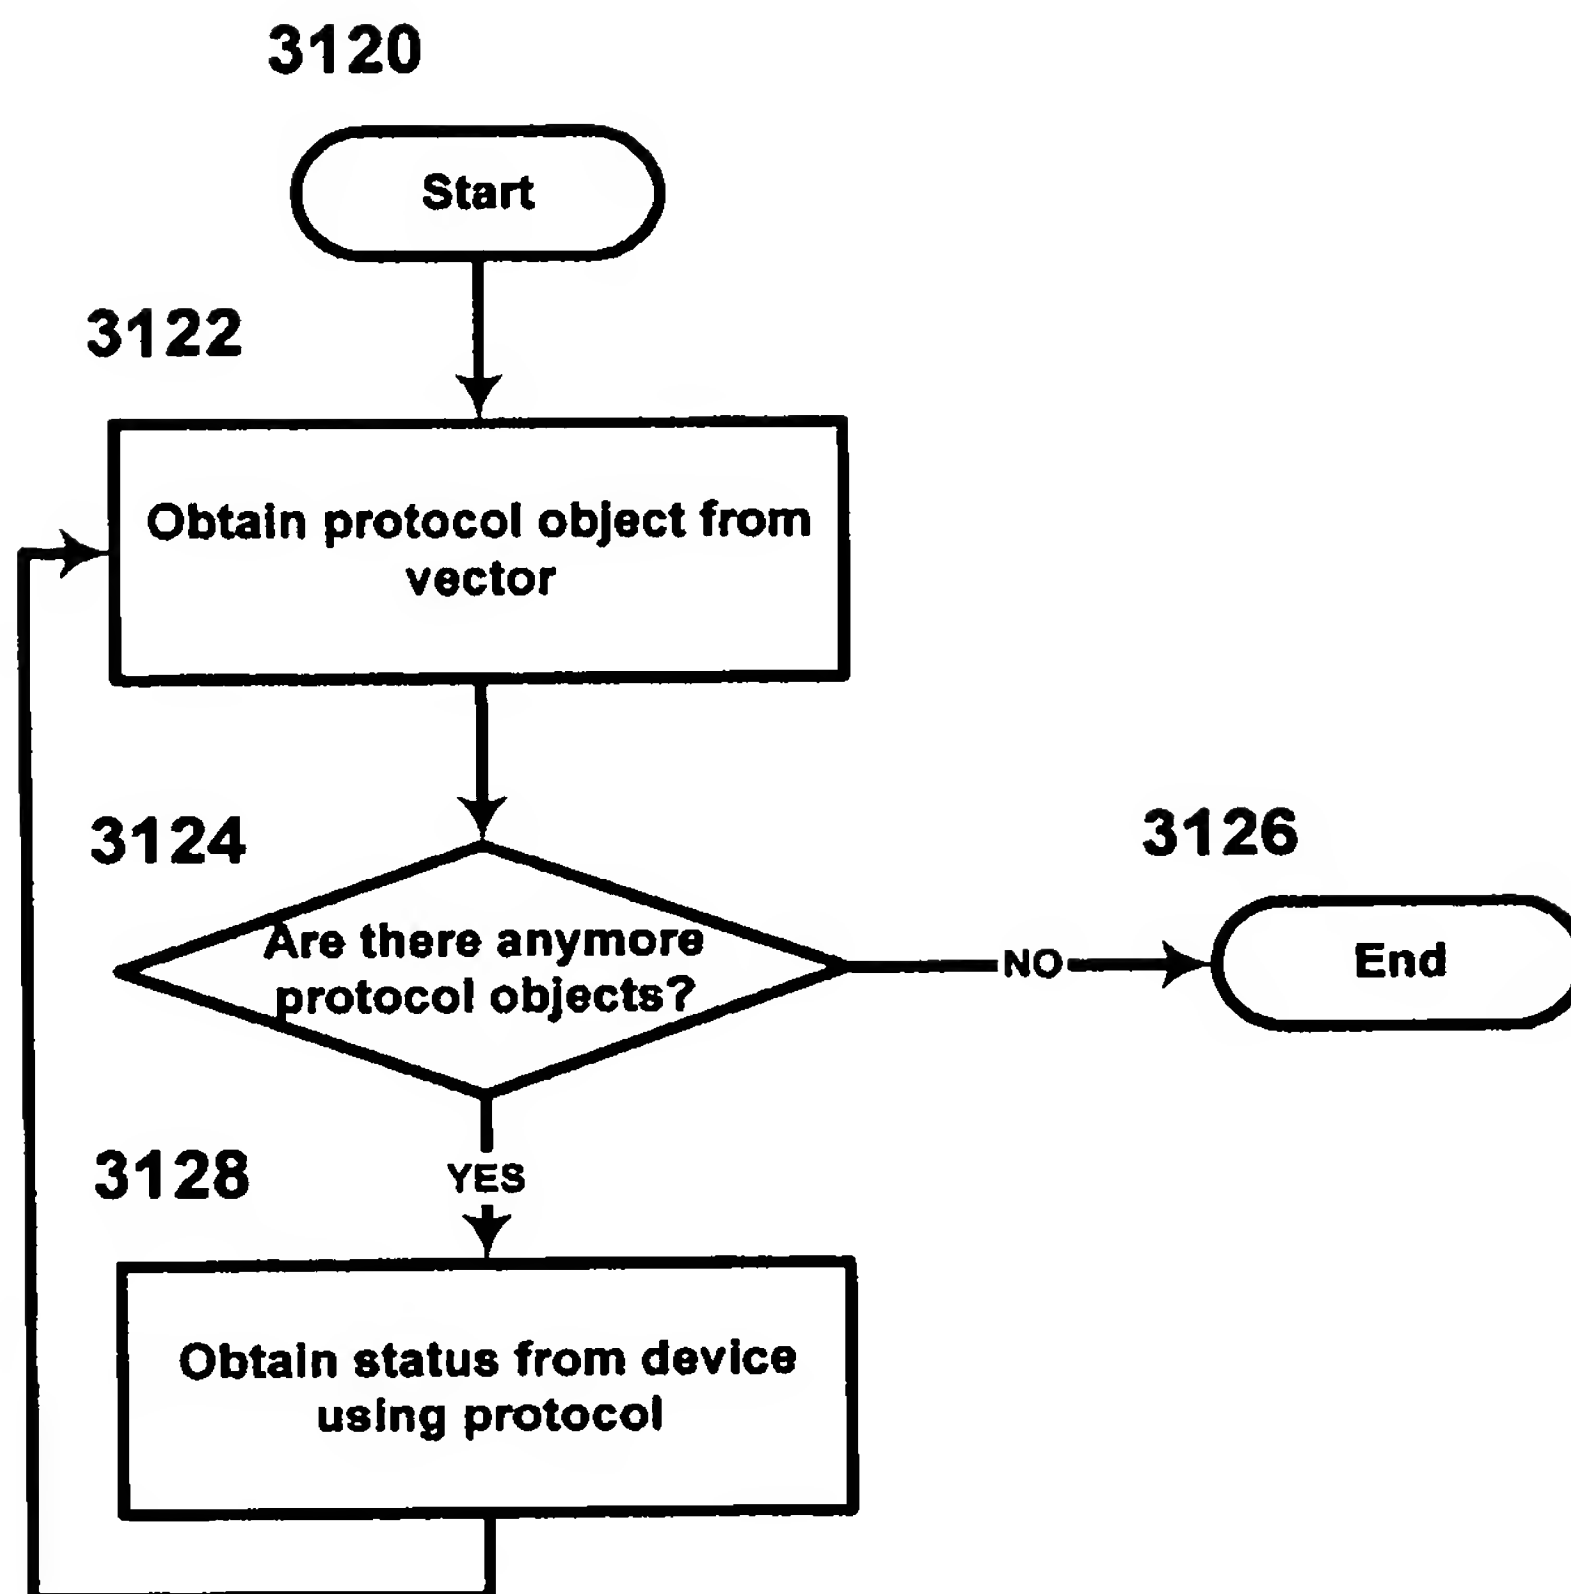 3120
Start
3122
Obtain protocol object from
vector
3124
Are there anymore
protocol objects?
NO
3126
End
YES
3128
Obtain status from device
using protocol